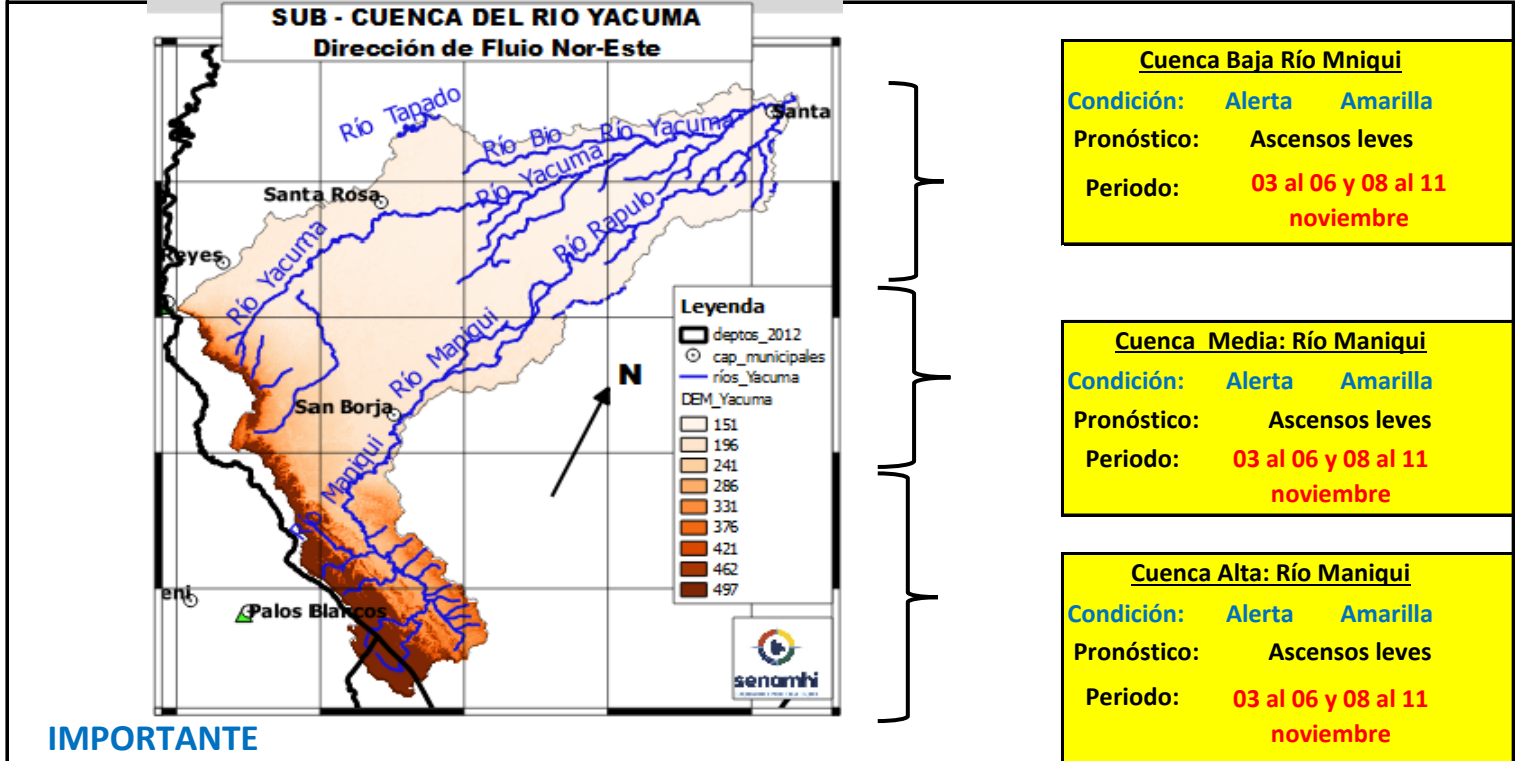 SUB - CUENCA DEL RIO YACUMA
Dirección de Fluio Nor-Este
Río Tapado
Río Bio
Río Yacuma
Santa
Río Yacuma
Santa Rosa
Río Rapulo
Reyes
Río Yacuma
Río Maniqui
San Borja
Río Maniqui
eni
Palos Blancos
N
Leyenda
deptos_2012
cap_municipales
ríos_Yacuma
DEM_Yacuma
151
196
241
286
331
376
421
462
497
senamhi
Cuenca Baja Río Mniqui
Condición: Alerta Amarilla
Pronóstico: Ascensos leves
Periodo: 03 al 06 y 08 al 11
noviembre
Cuenca Media: Río Maniqui
Condición: Alerta Amarilla
Pronóstico: Ascensos leves
Periodo: 03 al 06 y 08 al 11
noviembre
Cuenca Alta: Río Maniqui
Condición: Alerta Amarilla
Pronóstico: Ascensos leves
Periodo: 03 al 06 y 08 al 11
noviembre
IMPORTANTE